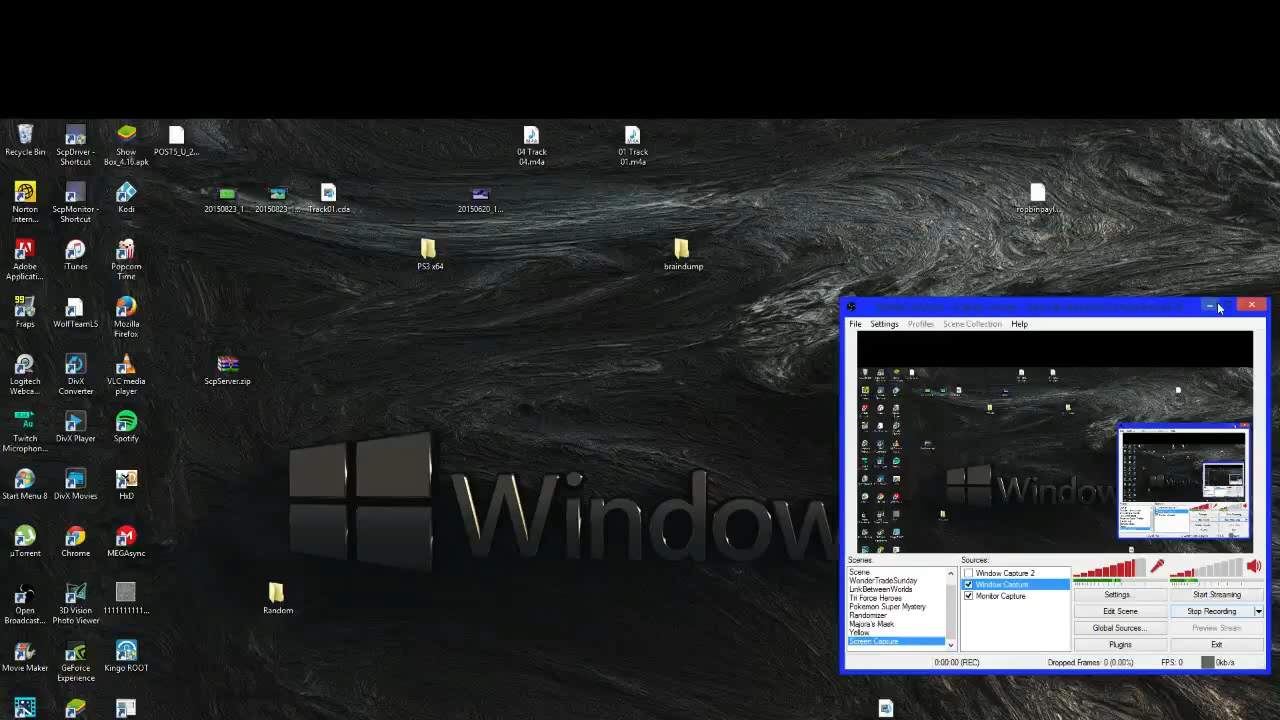 Recycle Bin
ScpDriver -
Shortcut
Show
Box_4.16.apk
POST5_U_2...
04 Track
04.m4a
01 Track
01.m4a
Norton
Intern...
ScpMonitor -
Shortcut
Kodi
20150823_1...
20150823_1...
Track01.cda
20150620_1...
ropbinpayl...
Adobe
Applicati...
iTunes
Popcorn
Time
PS3 x64
braindump
99
Fraps
WolfTeamLS
Mozilla
Firefox
File
Settings
Profiles
Scene Collection
Help
Logitech
Webca...
DivX
Converter
VLC media
player
ScpServer.zip
Au
Twitch
Microphon...
DivX Player
Spotify
Start Menu 8
DivX Movies
HxD
Windows
µTorrent
Chrome
MEGAsync
Open
Broadcast...
3D Vision
Photo Viewer
1111111111...
Random
Movie Maker
GeForce
Experience
Kingo ROOT
Scenes:
Scene
WonderTradeSunday
LinkBetweenWorlds
Tri Force Heroes
Pokemon Super Mystery
Randomizer
Majora's Mask
Yellow
Screen Capture
Sources:
Window Capture 2
Window Capture
Monitor Capture
Settings...
Start Streaming
Edit Scene
Stop Recording
Global Sources...
Preview Stream
Plugins
Exit
0:00:00 (REC)
Dropped Frames: 0 (0.00%)
FPS: 0
0kb/s